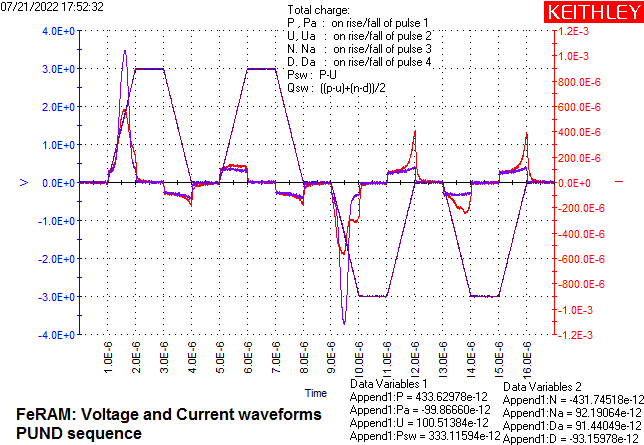 07/21/2022 17:52:32
Total charge:
P , Pa : on rise/fall of pulse 1
U, Ua : on rise/fall of pulse 2
N. Na : on rise/fall of pulse 3
D. Da : on rise/fall of pulse 4
Psw : P-U
Qsw : ((p-u)+(n-d))/2
KEITHLEY
4.0E+0
3.0E+0
2.0E+0
1.0E+0
0.0E+0
-1.0E+0
-2.0E+0
-3.0E+0
-4.0E+0
V
1.2E-3
1.0E-3
800.0E-6
600.0E-6
400.0E-6
200.0E-6
0.0E+0
-200.0E-6
-400.0E-6
-600.0E-6
-800.0E-6
-1.0E-3
-1.2E-3
I
1.0E-6
2.0E-6
3.0E-6
4.0E-6
5.0E-6
6.0E-6
7.0E-6
8.0E-6
9.0E-6
10.0E-6
11.0E-6
12.0E-6
13.0E-6
14.0E-6
15.0E-6
16.0E-6
Time
FeRAM: Voltage and Current waveforms
PUND sequence
Data Variables 1
Append1:P = 433.62978e-12
Append1:Pa = -99.86660e-12
Append1:U = 100.51384e-12
Append1:Psw = 333.11594e-12
Data Variables 2
Append1:N = -431.74518e-12
Append1:Na = 92.19064e-12
Append1:Da = 91.44049e-12
Append1:D = -93.15978e-12